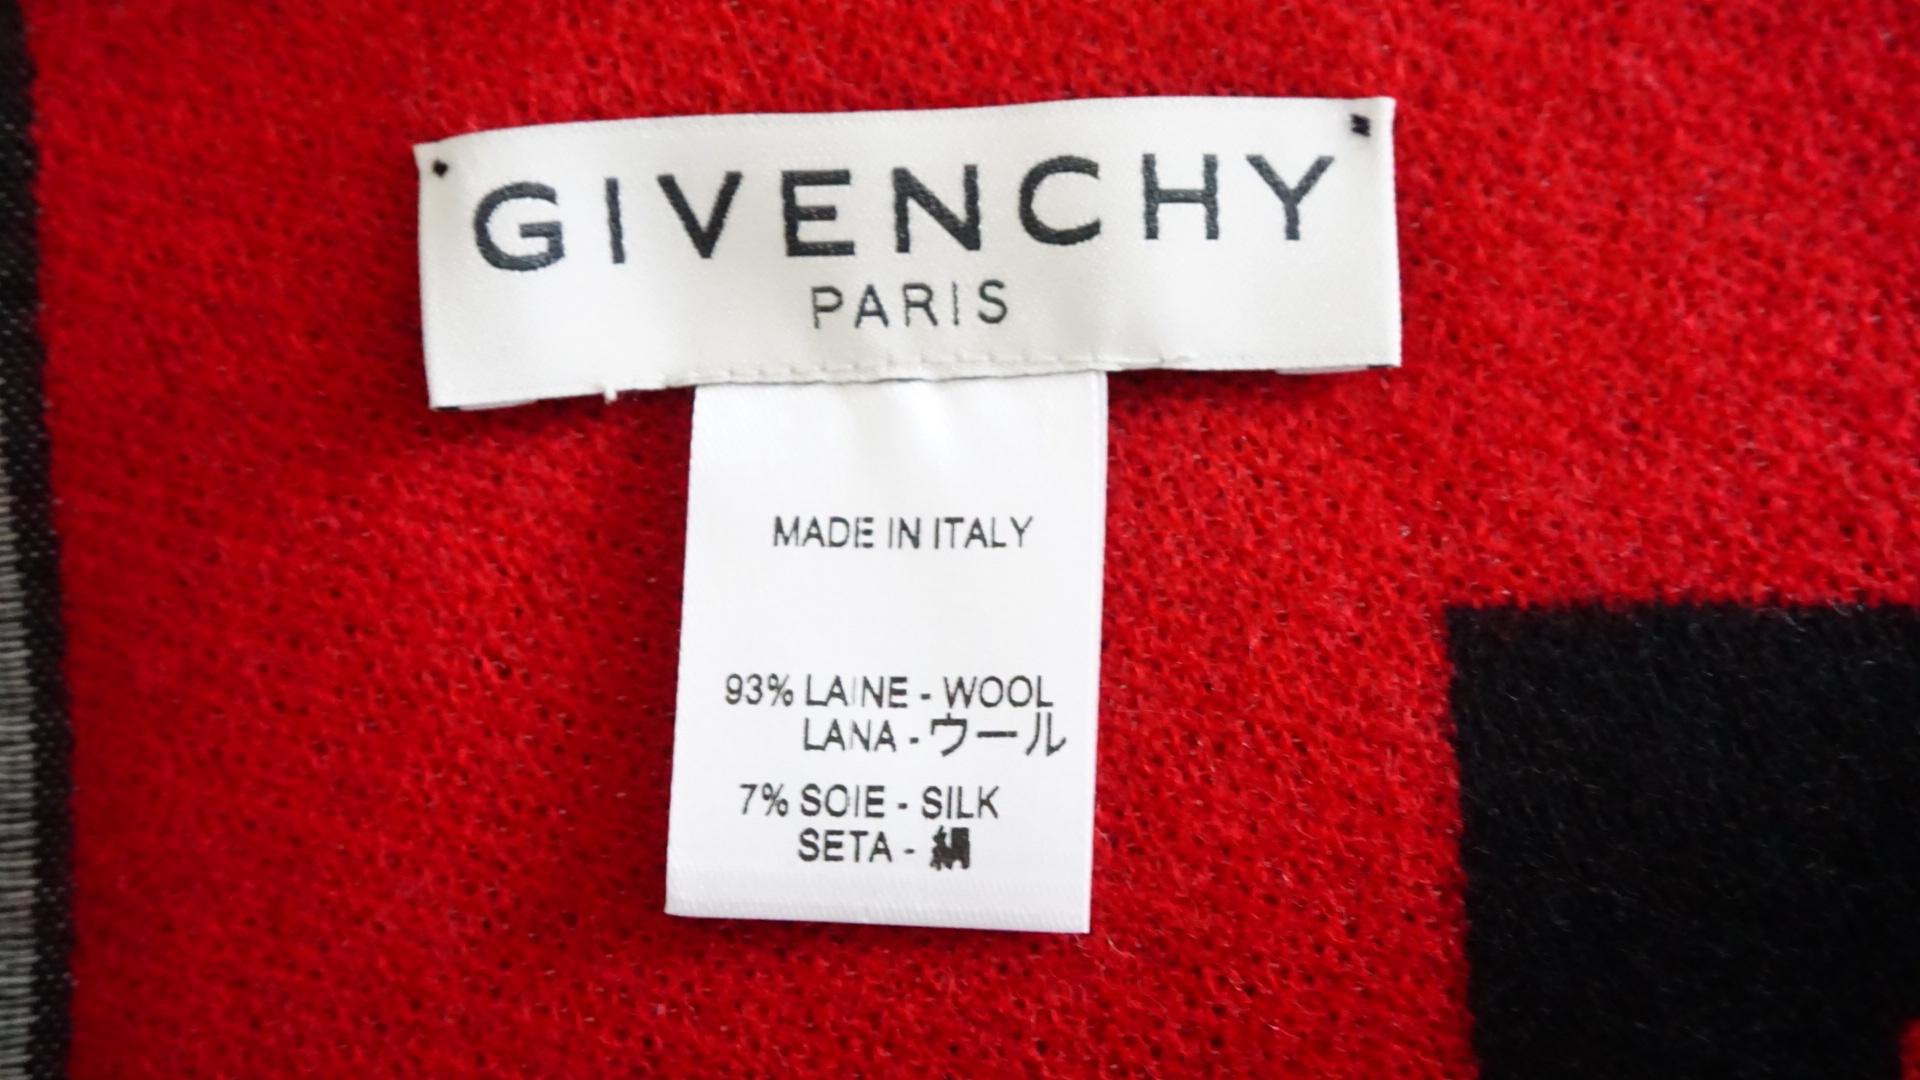 GIVENCHY
PARIS
MADE IN ITALY
93% LAINE - WOOL
LANA - ウール
7% SOIE - SILK
SETA - 絹